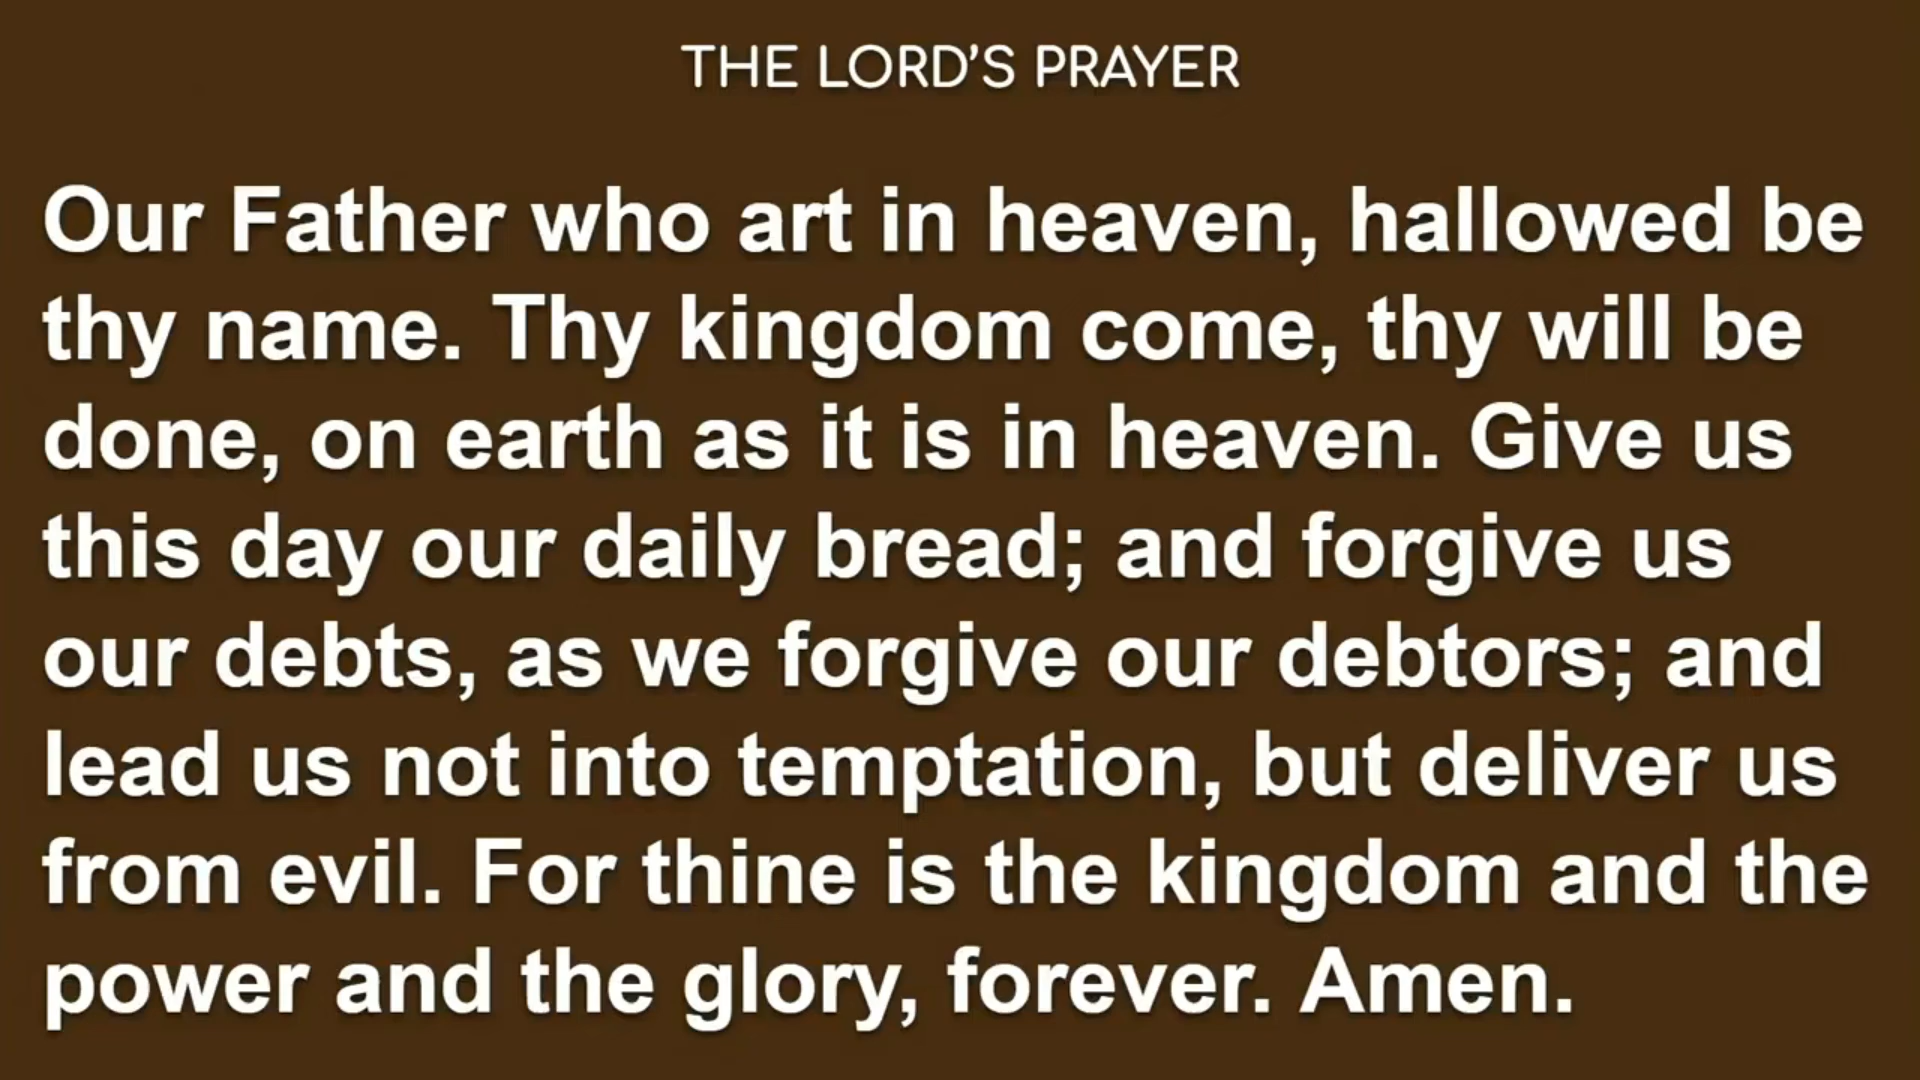 THE LORD’S PRAYER
Our Father who art in heaven, hallowed be
thy name. Thy kingdom come, thy will be
done, on earth as it is in heaven. Give us
this day our daily bread; and forgive us
our debts, as we forgive our debtors; and
lead us not into temptation, but deliver us
from evil. For thine is the kingdom and the
power and the glory, forever. Amen.